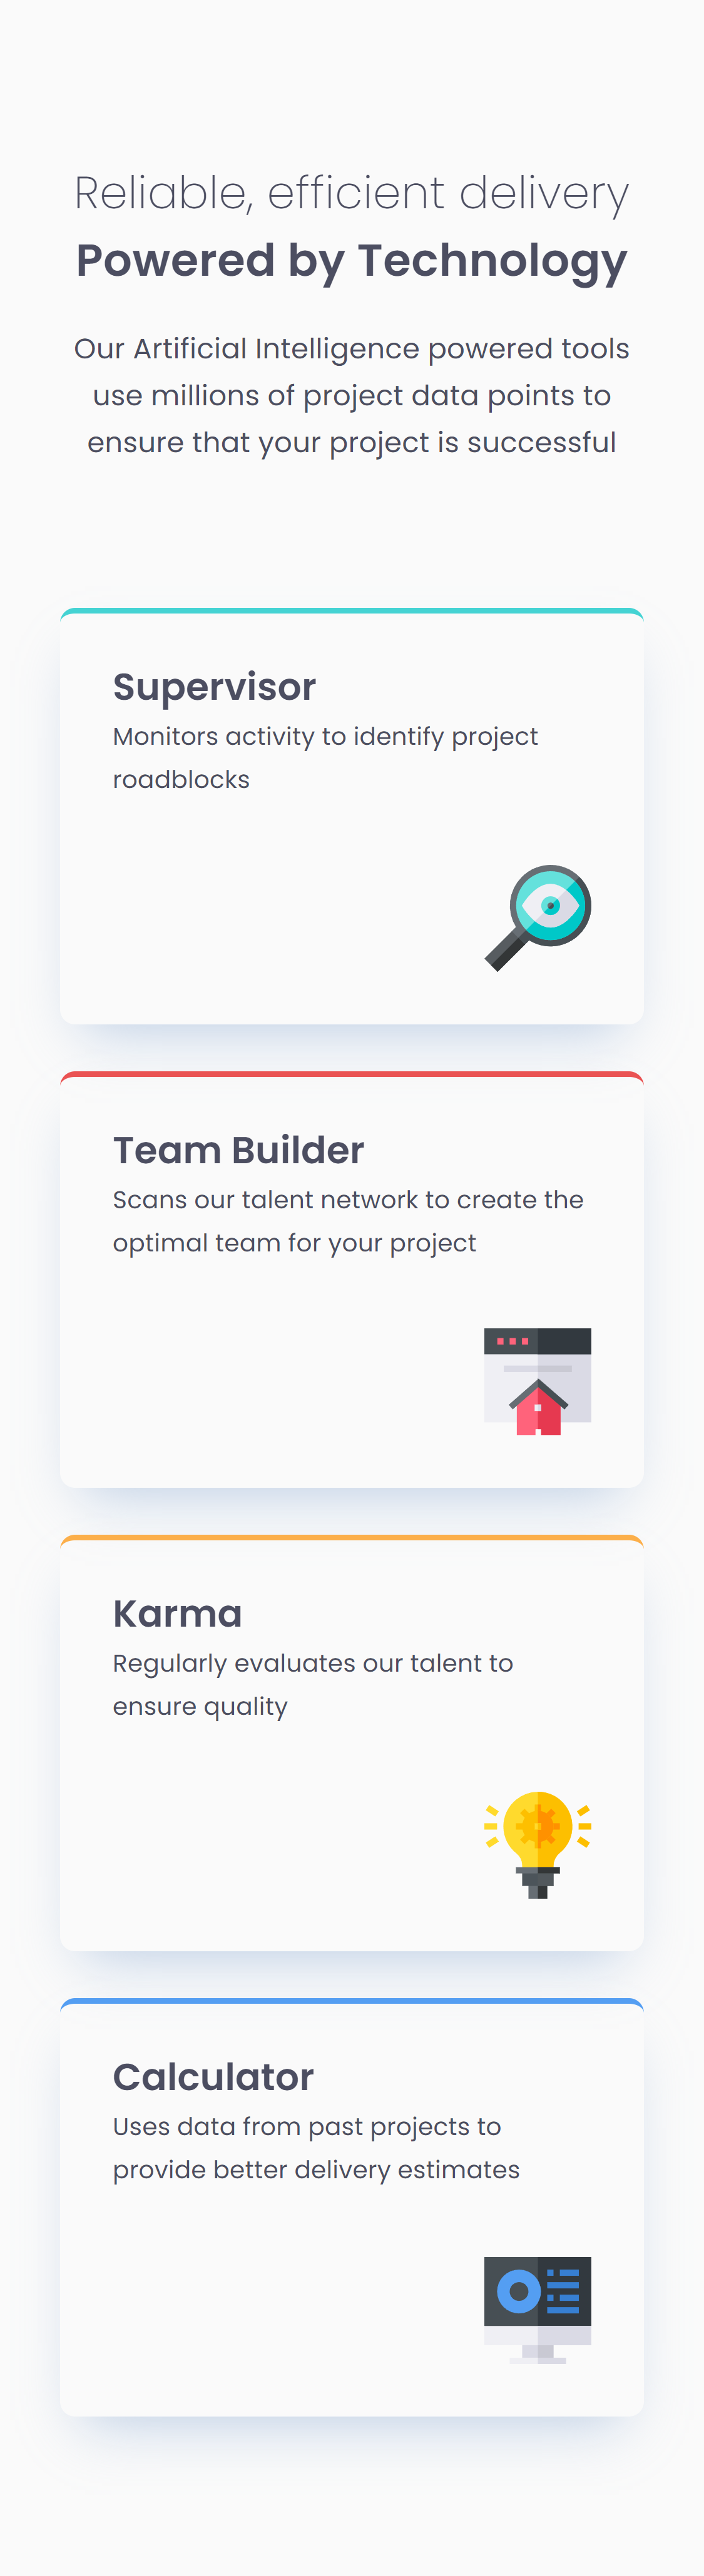 Reliable, efficient delivery
Powered by Technology
Our Artificial Intelligence powered tools
use millions of project data points to
ensure that your project is successful
Supervisor
Monitors activity to identify project
roadblocks
Team Builder
Scans our talent network to create the
optimal team for your project
Karma
Regularly evaluates our talent to
ensure quality
Calculator
Uses data from past projects to
provide better delivery estimates